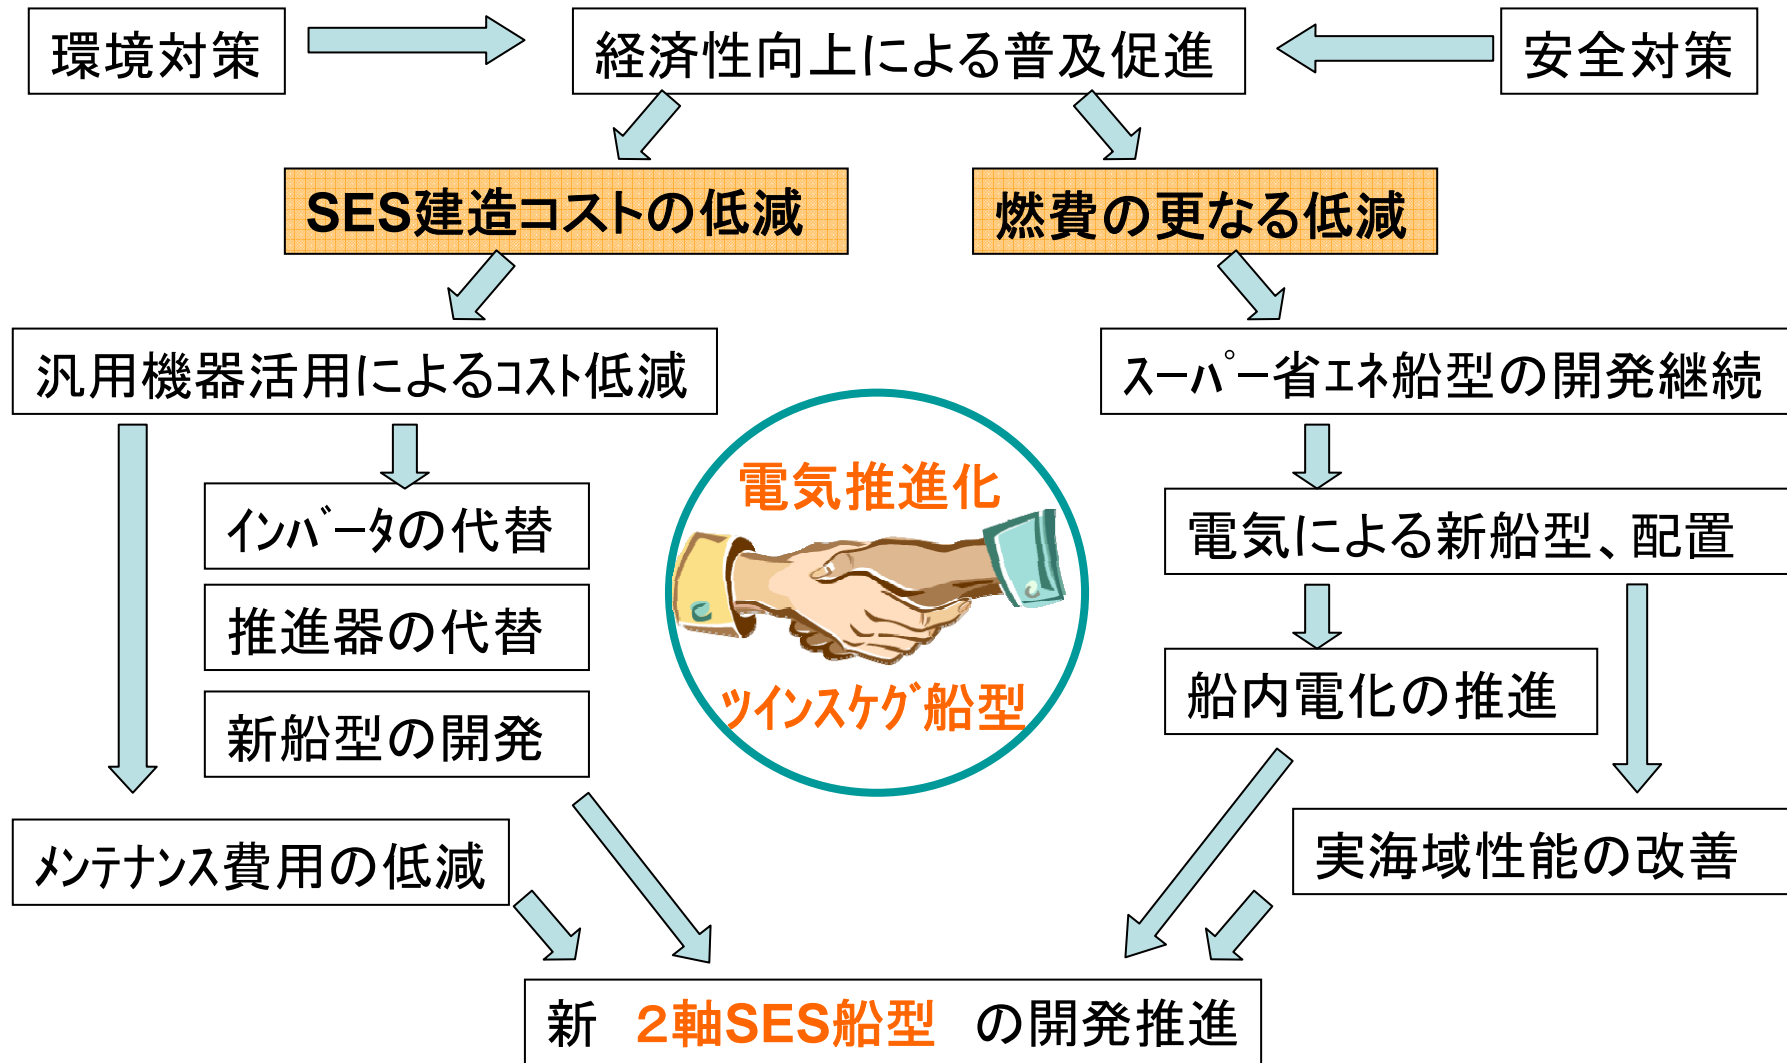 環境対策
経済性向上による普及促進
安全対策
SES建造コストの低減
燃費の更なる低減
汎用機器活用によるｺｽﾄ低減
ｽｰﾊﾟｰ省ｴﾈ船型の開発継続
電気推進化
ｲﾝﾊﾞｰﾀの代替
電気による新船型、配置
推進器の代替
ﾂｲﾝｽｹｸﾞ船型
船内電化の推進
新船型の開発
ﾒﾝﾃﾅﾝｽ費用の低減
実海域性能の改善
新　２軸SES船型　の開発推進